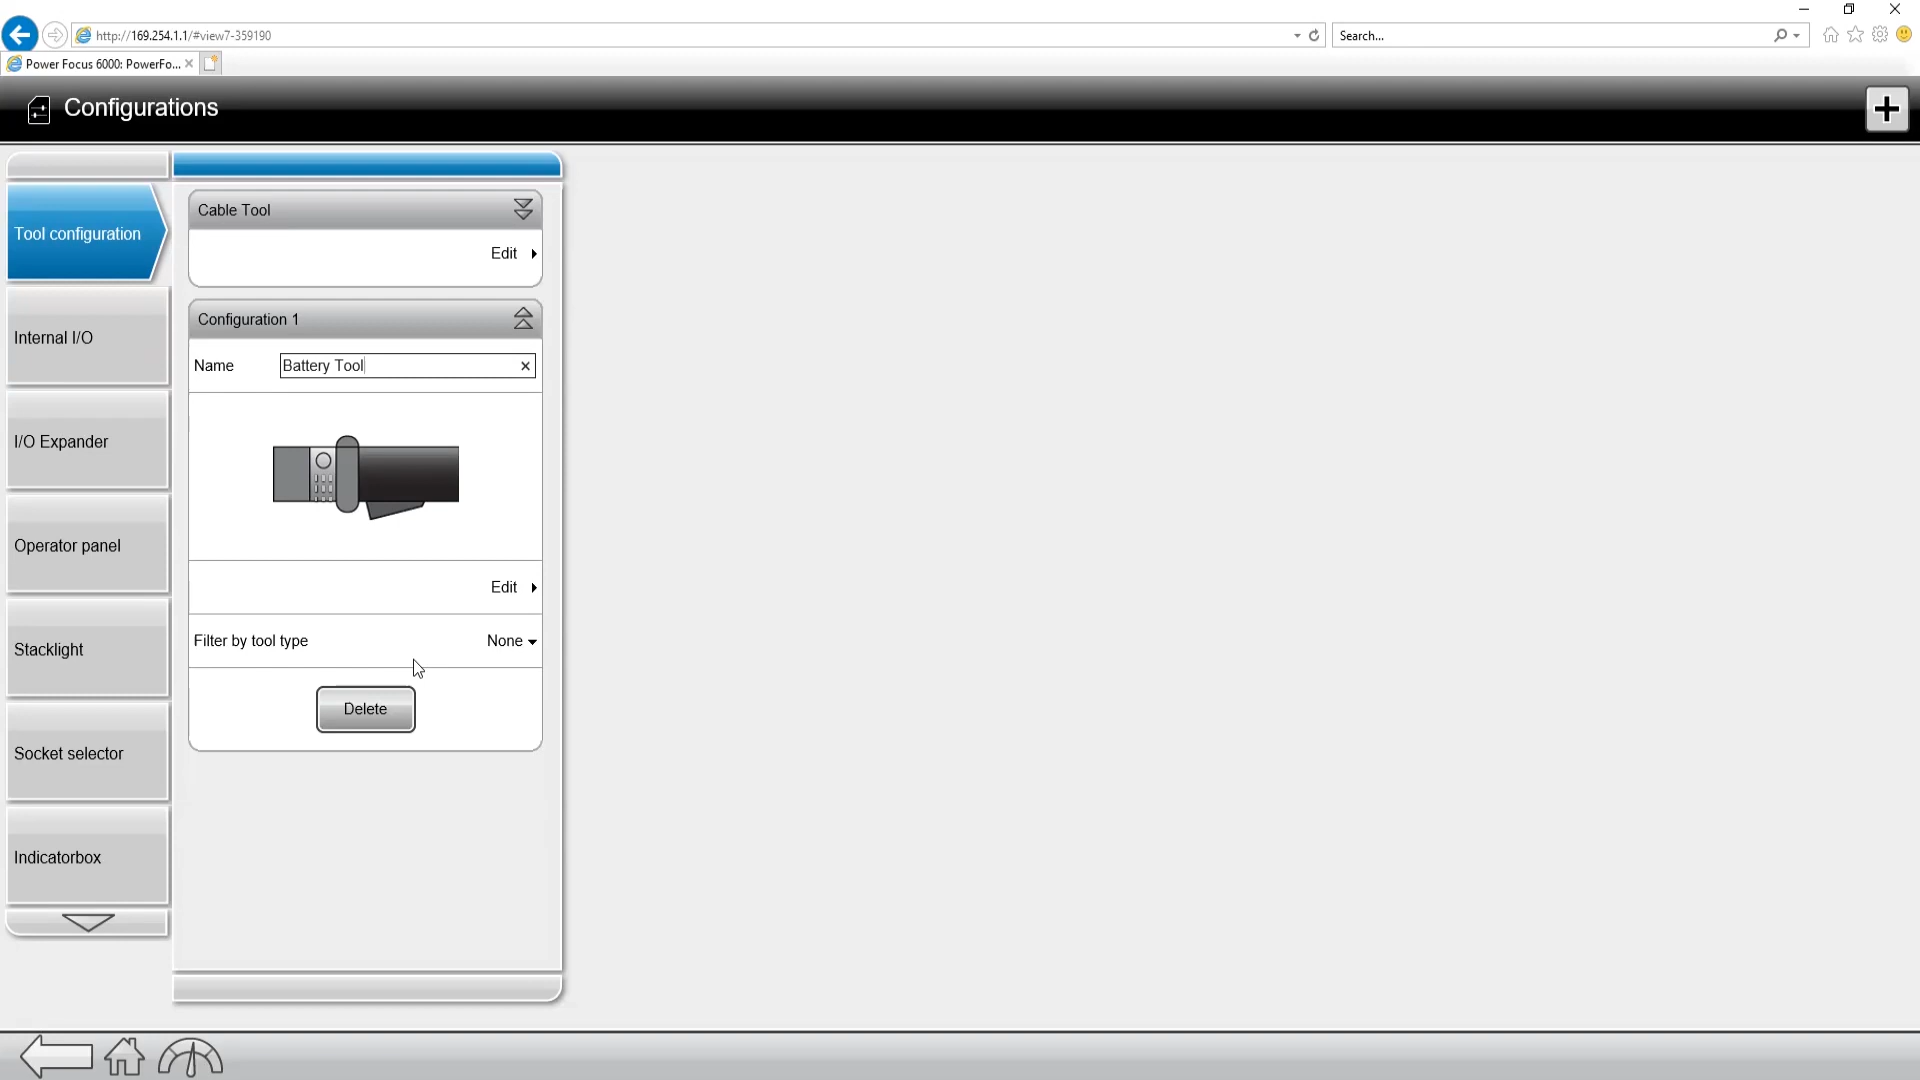 http://169.254.1.1/#view7-359190
Search...
Power Focus 6000: PowerFo...
Configurations
Tool configuration
Internal I/O
I/O Expander
Operator panel
Stacklight
Socket selector
Indicatorbox
Cable Tool
Edit
Configuration 1
Name Battery Tool
Edit
Filter by tool type None
Delete